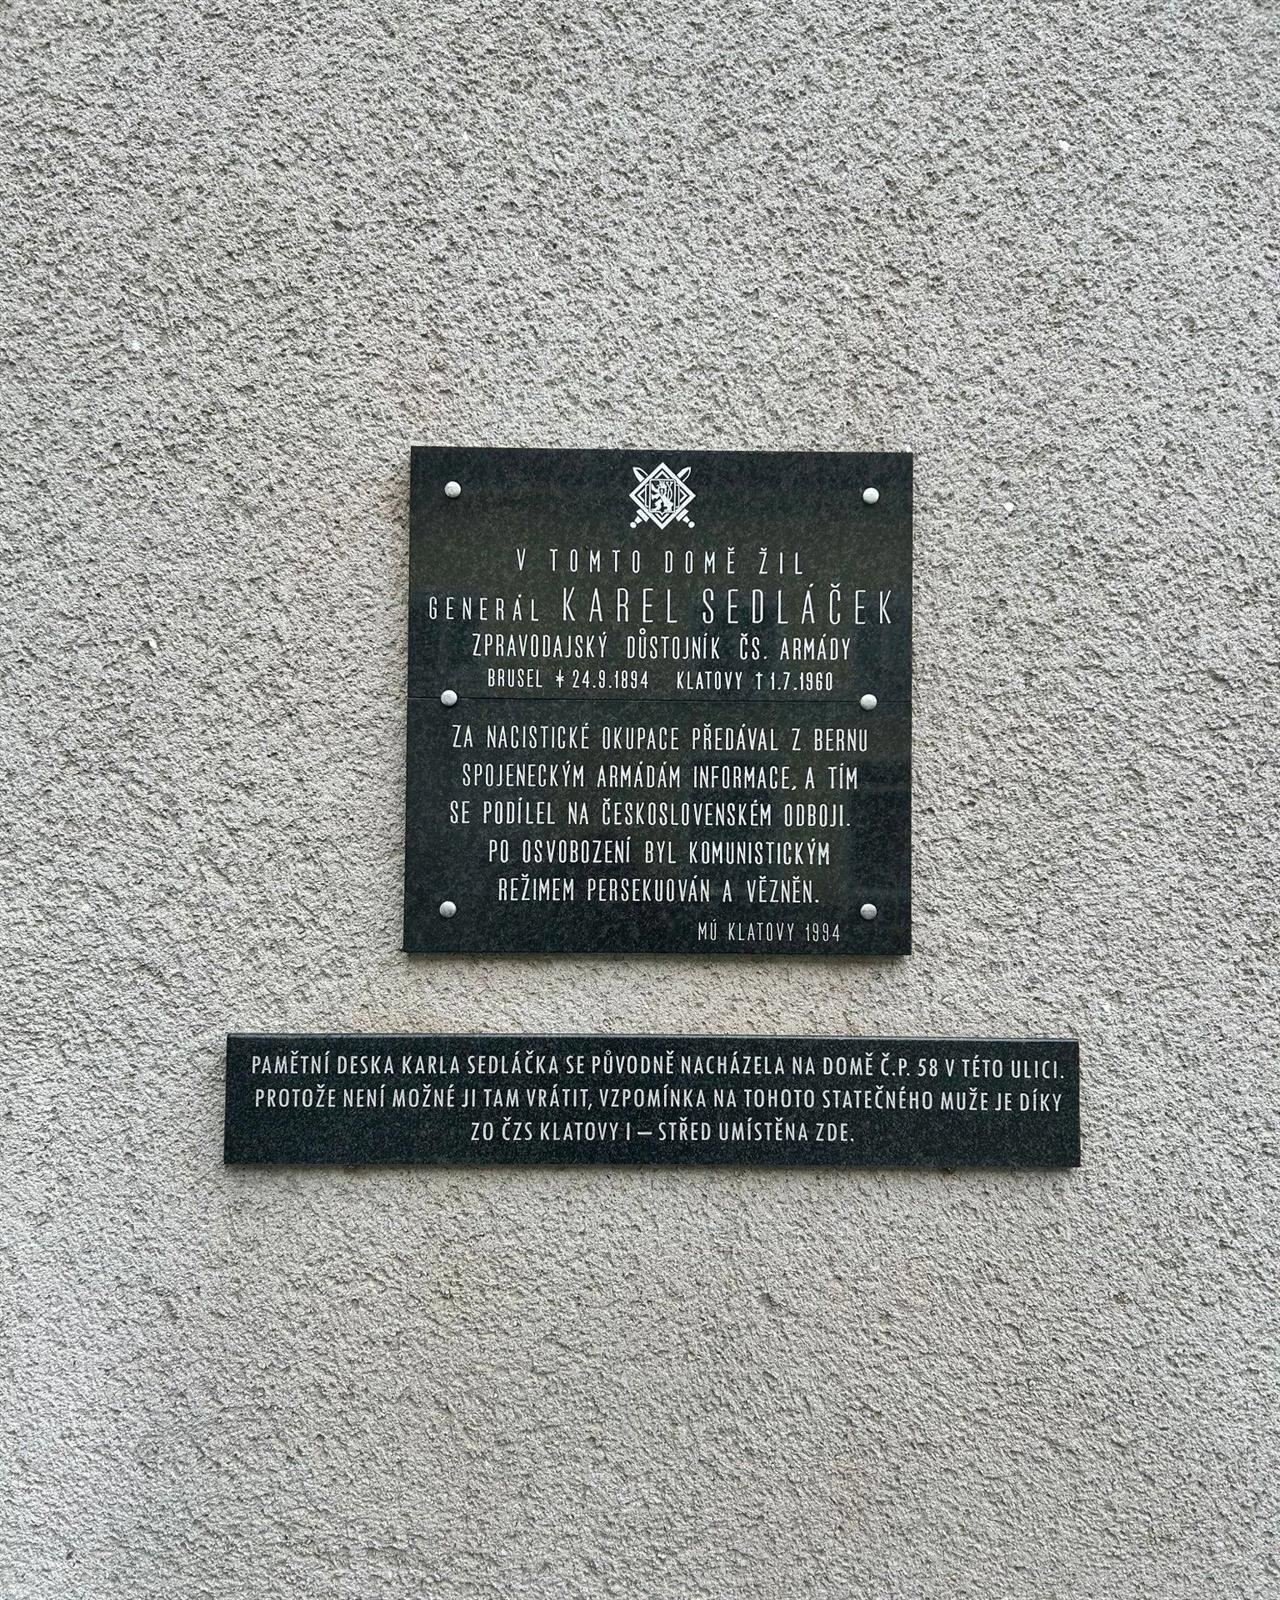 V TOMTO DOMĚ ŽIL
GENERÁL KAREL SEDLÁČEK
ZPRAVODAJSKÝ DŮSTOJNÍK ČS. ARMÁDY
BRUSEL * 24.9.1894 KLATOVY † 1.7.1960
ZA NACISTICKÉ OKUPACE PŘEDÁVAL Z BERNU
SPOJENECKÝM ARMÁDÁM INFORMACE, A TÍM
SE PODÍLEL NA ČESKOSLOVENSKÉM ODBOJI.
PO OSVOBOZENÍ BYL KOMUNISTICKÝM
REŽIMEM PERSEKUOVÁN A VĚZNĚN.
MÚ KLATOVY 1994
PAMĚTNÍ DESKA KARLA SEDLÁČKA SE PŮVODNĚ NACHÁZELA NA DOMĚ Č.P. 58 V TÉTO ULICI.
PROTOŽE NENÍ MOŽNÉ JI TAM VRÁTIT, VZPOMÍNKA NA TOHOTO STATEČNÉHO MUŽE JE DÍKY
ZO ČZS KLATOVY I – STŘED UMÍSTĚNA ZDE.